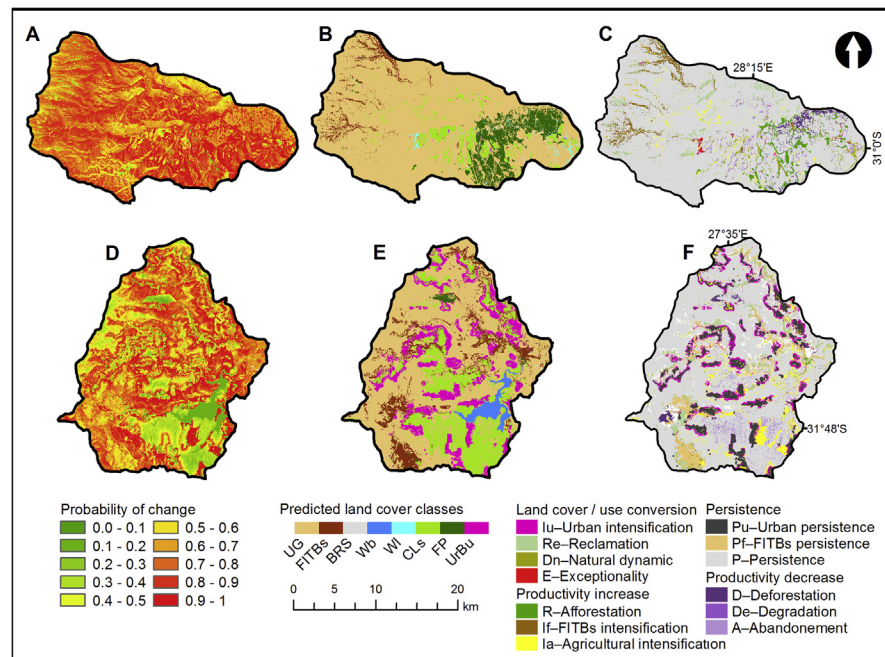 A
B
C
28°15'E
31°0'S
D
E
27°35'E
F
31°48'S
Probability of change
0.0 - 0.1
0.1 - 0.2
0.2 - 0.3
0.3 - 0.4
0.4 - 0.5
0.5 - 0.6
0.6 - 0.7
0.7 - 0.8
0.8 - 0.9
0.9 - 1
Predicted land cover classes
UG
FITBs
BRS
Wb
Wl
CLs
FP
UrBu
0 5 10 20
km
Land cover / use conversion
Iu–Urban intensification
Re–Reclamation
Dn–Natural dynamic
E–Exceptionality
Productivity increase
R–Afforestation
If–FITBs intensification
Ia–Agricultural intensification
Persistence
Pu–Urban persistence
Pf–FITBs persistence
P–Persistence
Productivity decrease
D–Deforestation
De–Degradation
A–Abandonement